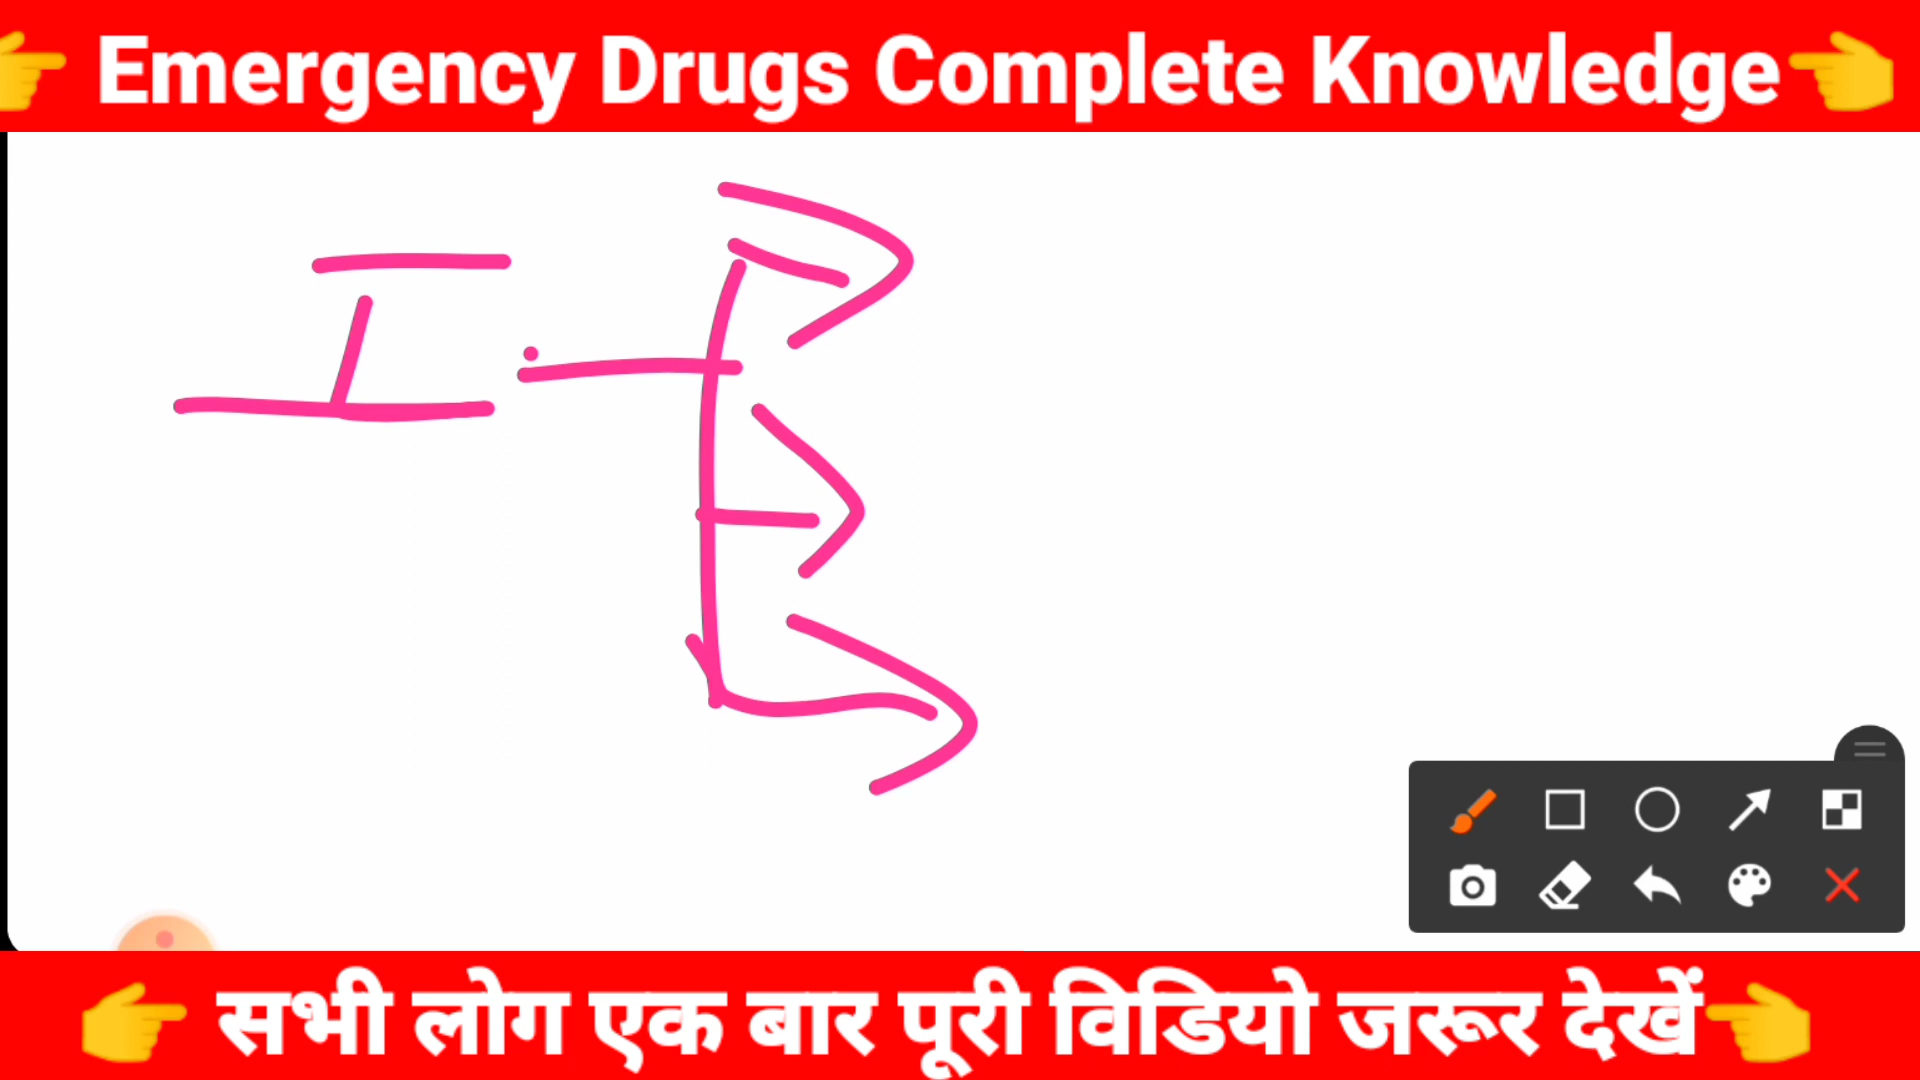 👉 Emergency Drugs Complete Knowledge👈
I
👉 सभी लोग एक बार पूरी विडियो जरूर देखें👈